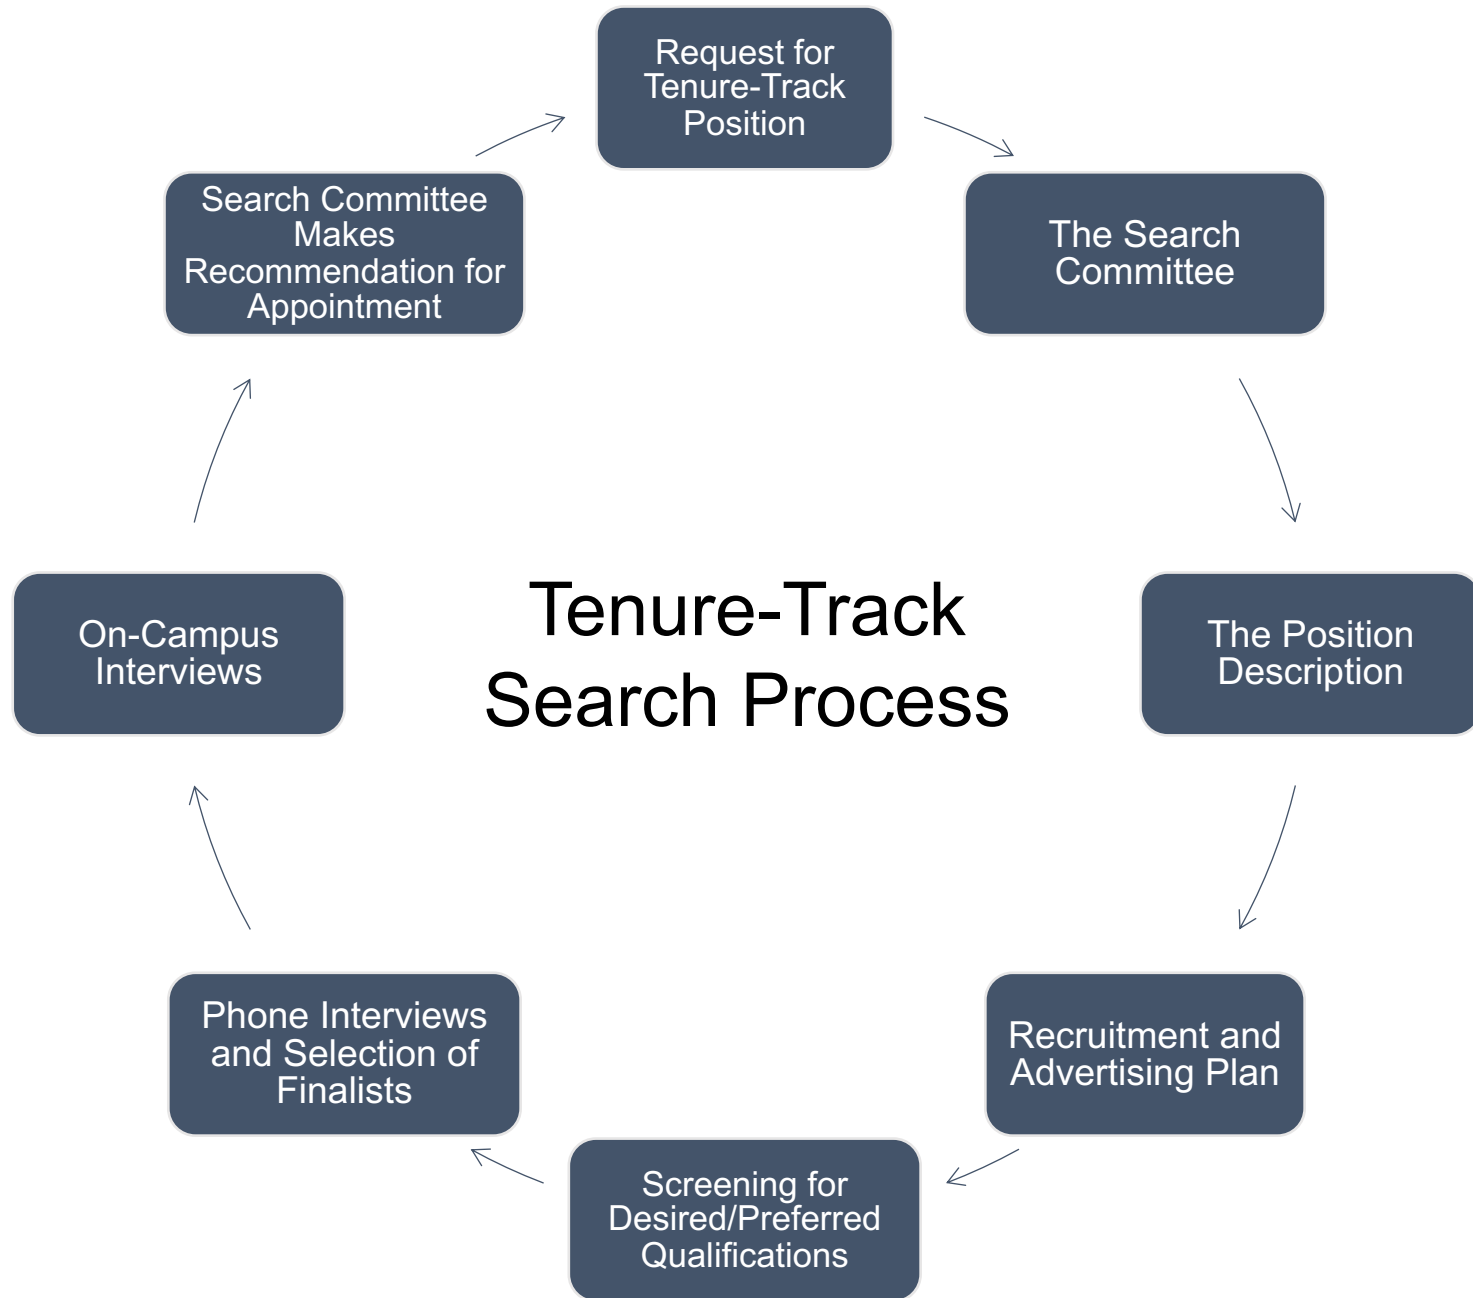 Request for
Tenure-Track
Position
The Search
Committee
The Position
Description
Recruitment and
Advertising Plan
Screening for
Desired/Preferred
Qualifications
Phone Interviews
and Selection of
Finalists
On-Campus
Interviews
Search Committee
Makes
Recommendation for
Appointment
Tenure-Track
Search Process